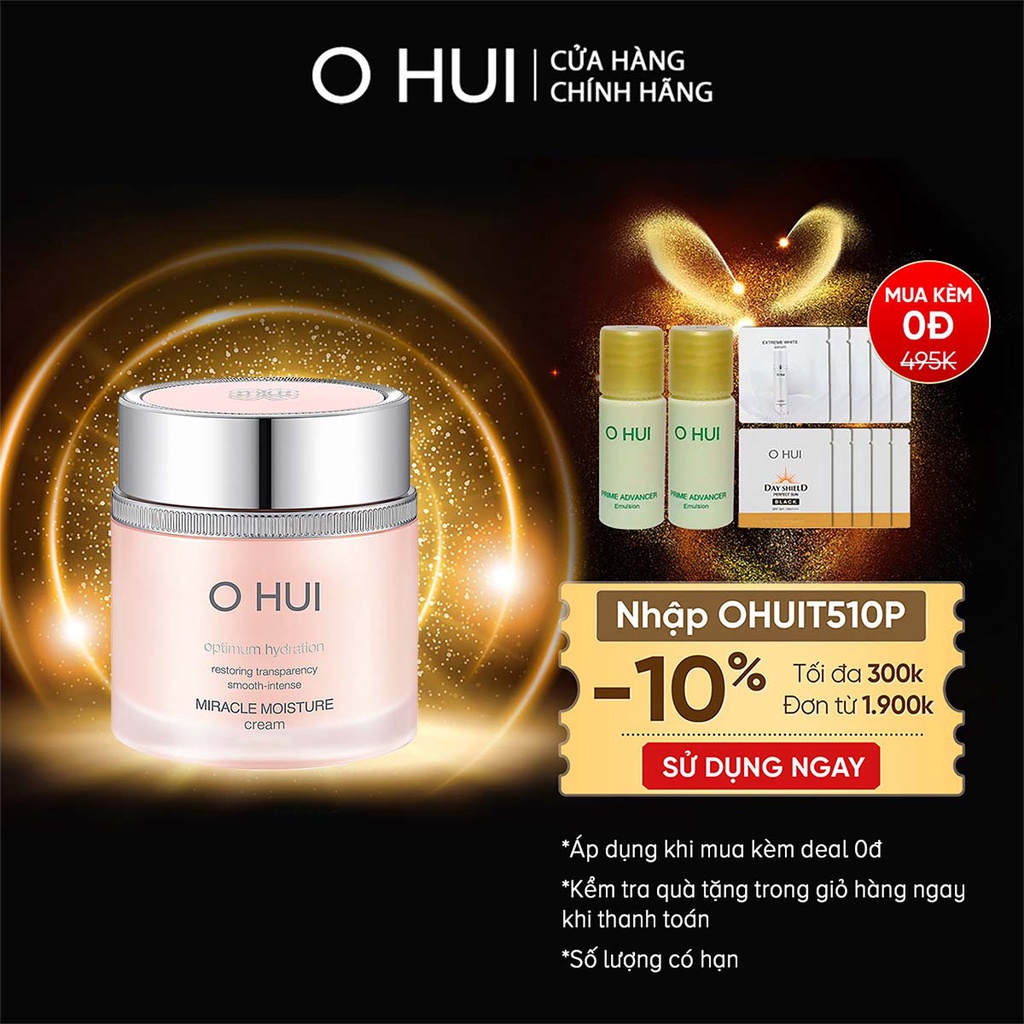 O HUI
CỬA HÀNG
CHÍNH HÃNG
MUA KÈM
0Đ
495K
EXTREME WHITE
O HUI
PRIME ADVANCER
Emulsion
O HUI
PRIME ADVANCER
Emulsion
O HUI
DAY SHIELD
PERFECT SUN
BLACK
O HUI
optimum hydration
restoring transparency
smooth-intense
MIRACLE MOISTURE
cream
Nhập OHUIT510P
-10%
Tối đa 300k
Đơn từ 1.900k
SỬ DỤNG NGAY
*Áp dụng khi mua kèm deal 0đ
*Kểm tra quà tặng trong giỏ hàng ngay
khi thanh toán
*Số lượng có hạn